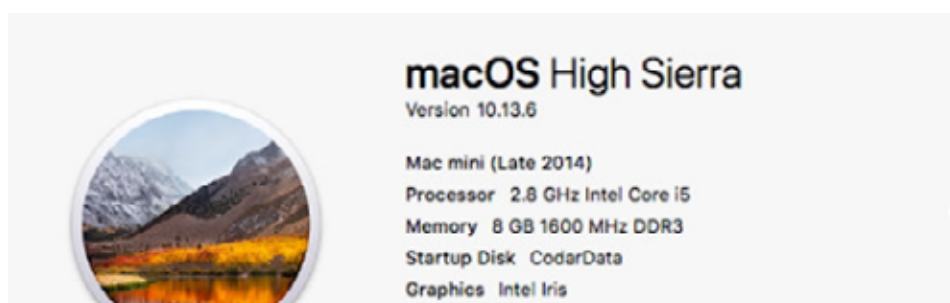 macOS High Sierra
Version 10.13.6
Mac mini (Late 2014)
Processor 2.8 GHz Intel Core i5
Memory 8 GB 1600 MHz DDR3
Startup Disk CodarData
Graphics Intel Iris